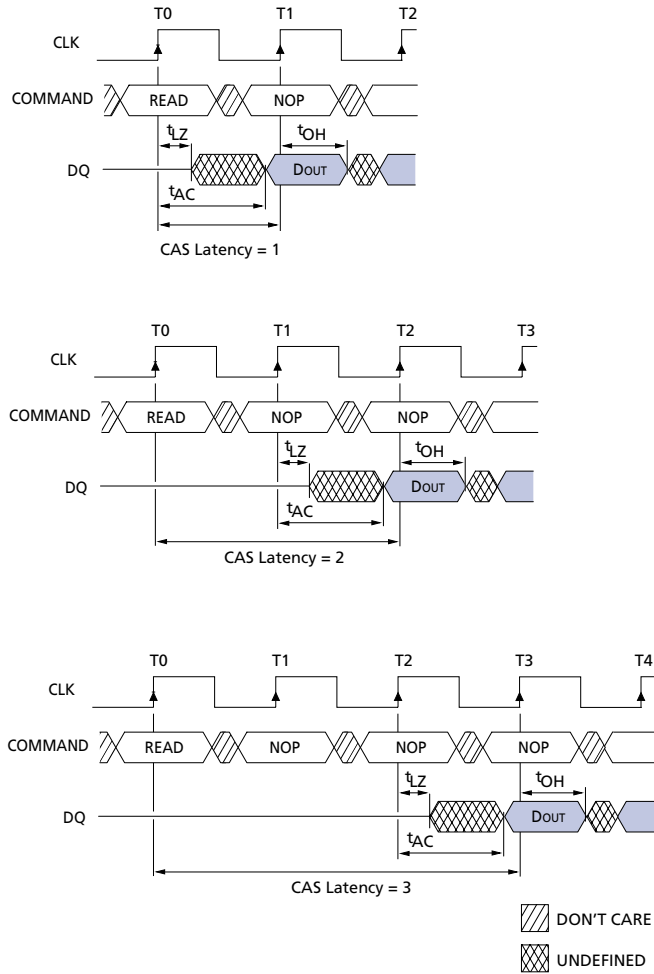 T0 T1 T2
CLK
COMMAND READ NOP
tLZ tOH
DQ DOUT
tAC
CAS Latency = 1
T0 T1 T2 T3
CLK
COMMAND READ NOP NOP
tLZ tOH
DQ DOUT
tAC
CAS Latency = 2
T0 T1 T2 T3 T4
CLK
COMMAND READ NOP NOP NOP
tLZ tOH
DQ DOUT
tAC
CAS Latency = 3
DON'T CARE
UNDEFINED